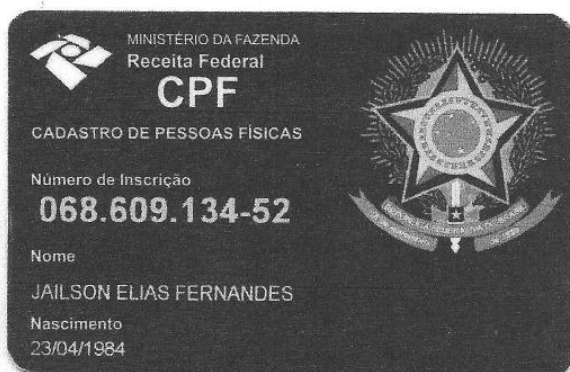 MINISTÉRIO DA FAZENDA
Receita Federal
CPF
CADASTRO DE PESSOAS FÍSICAS
Número de Inscrição
068.609.134-52
Nome
JAILSON ELIAS FERNANDES
Nascimento
23/04/1984